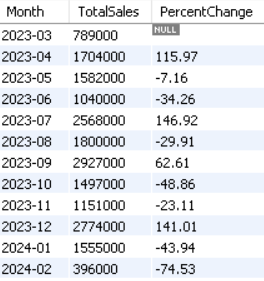 Month TotalSales PercentChange
2023-03 789000 NULL
2023-04 1704000 115.97
2023-05 1582000 -7.16
2023-06 1040000 -34.26
2023-07 2568000 146.92
2023-08 1800000 -29.91
2023-09 2927000 62.61
2023-10 1497000 -48.86
2023-11 1151000 -23.11
2023-12 2774000 141.01
2024-01 1555000 -43.94
2024-02 396000 -74.53